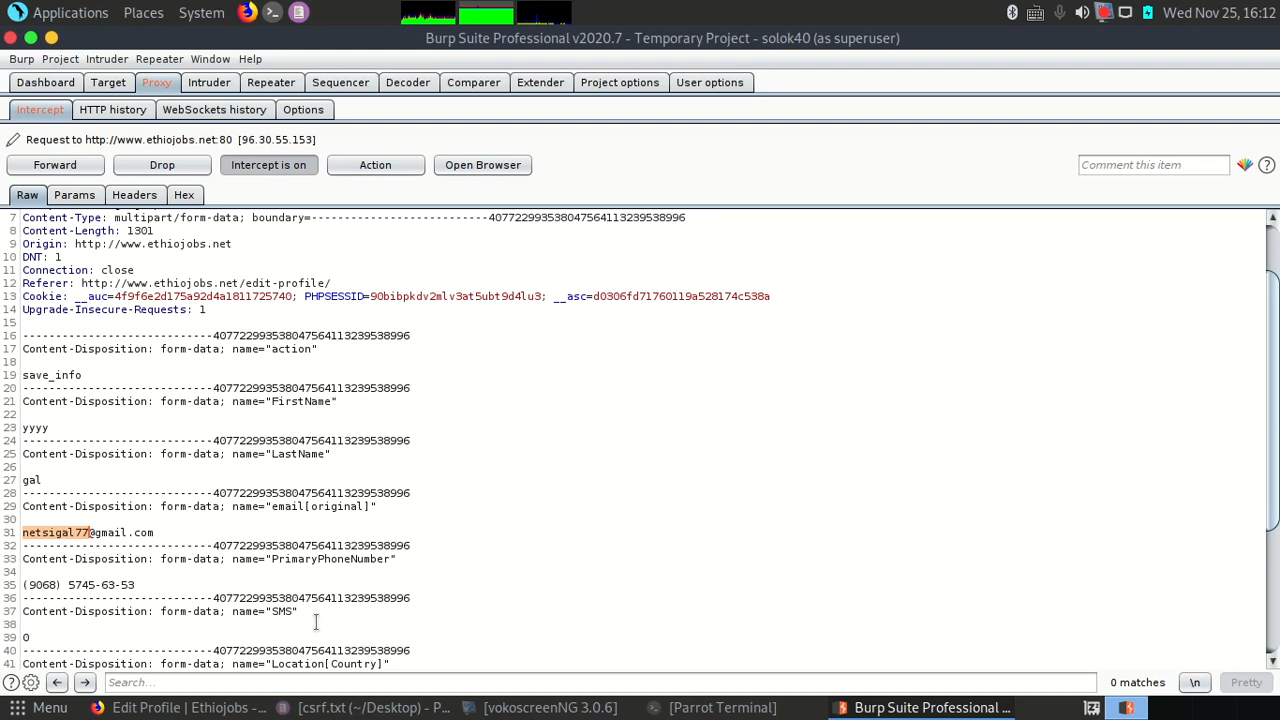 Applications Places System Wed Nov 25, 16:12
Burp Suite Professional v2020.7 - Temporary Project - solok40 (as superuser)
Burp Project Intruder Repeater Window Help
Dashboard Target Proxy Intruder Repeater Sequencer Decoder Comparer Extender Project options User options
Intercept HTTP history WebSockets history Options
Request to http://www.ethiojobs.net:80 [96.30.55.153]
Forward Drop Intercept is on Action Open Browser Comment this item ?
Raw Params Headers Hex
7 Content-Type: multipart/form-data; boundary=---------------------------407722993538047564113239538996
8 Content-Length: 1301
9 Origin: http://www.ethiojobs.net
10 DNT: 1
11 Connection: close
12 Referer: http://www.ethiojobs.net/edit-profile/
13 Cookie: __auc=4f9f6e2d175a92d4a1811725740; PHPSESSID=90bibpkdv2mlv3at5ubt9d4lu3; __asc=d0306fd71760119a528174c538a
14 Upgrade-Insecure-Requests: 1
15
16 -----------------------------407722993538047564113239538996
17 Content-Disposition: form-data; name="action"
18
19 save_info
20 -----------------------------407722993538047564113239538996
21 Content-Disposition: form-data; name="FirstName"
22
23 yyyy
24 -----------------------------407722993538047564113239538996
25 Content-Disposition: form-data; name="LastName"
26
27 gal
28 -----------------------------407722993538047564113239538996
29 Content-Disposition: form-data; name="email[original]"
30
31 netsigal77@gmail.com
32 -----------------------------407722993538047564113239538996
33 Content-Disposition: form-data; name="PrimaryPhoneNumber"
34
35 (9068) 5745-63-53
36 -----------------------------407722993538047564113239538996
37 Content-Disposition: form-data; name="SMS"
38
39 0
40 -----------------------------407722993538047564113239538996
41 Content-Disposition: form-data; name="Location[Country]"
? Search... 0 matches \n Pretty
Menu Edit Profile | Ethiojobs -... [csrf.txt (~/Desktop) - P... [vokoscreenNG 3.0.6] [Parrot Terminal] Burp Suite Professional ...